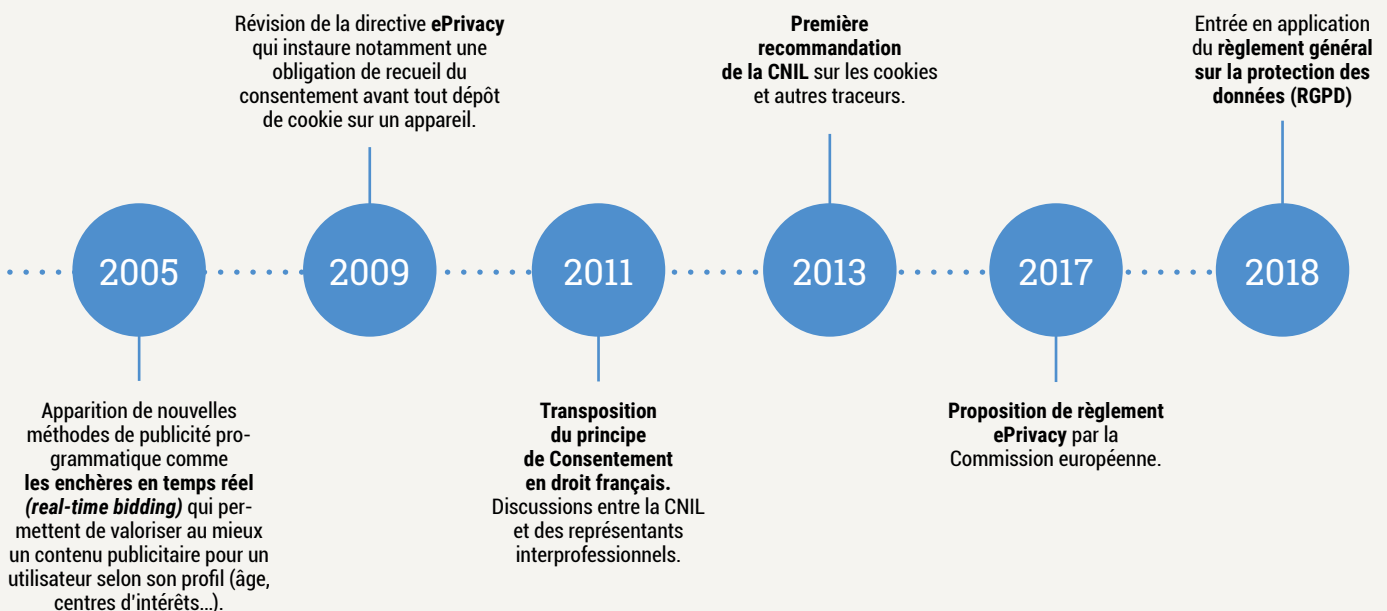 Révision de la directive ePrivacy
qui instaure notamment une
obligation de recueil du
consentement avant tout dépôt
de cookie sur un appareil.
Première
recommandation
de la CNIL sur les cookies
et autres traceurs.
Entrée en application
du règlement général
sur la protection des
données (RGPD)
2005
2009
2011
2013
2017
2018
Apparition de nouvelles
méthodes de publicité pro-
grammatique comme
les enchères en temps réel
(real-time bidding) qui per-
mettent de valoriser au mieux
un contenu publicitaire pour un
utilisateur selon son profil (âge,
centres d'intérêts...).
Transposition
du principe
de Consentement
en droit français.
Discussions entre la CNIL
et des représentants
interprofessionnels.
Proposition de règlement
ePrivacy par la
Commission européenne.